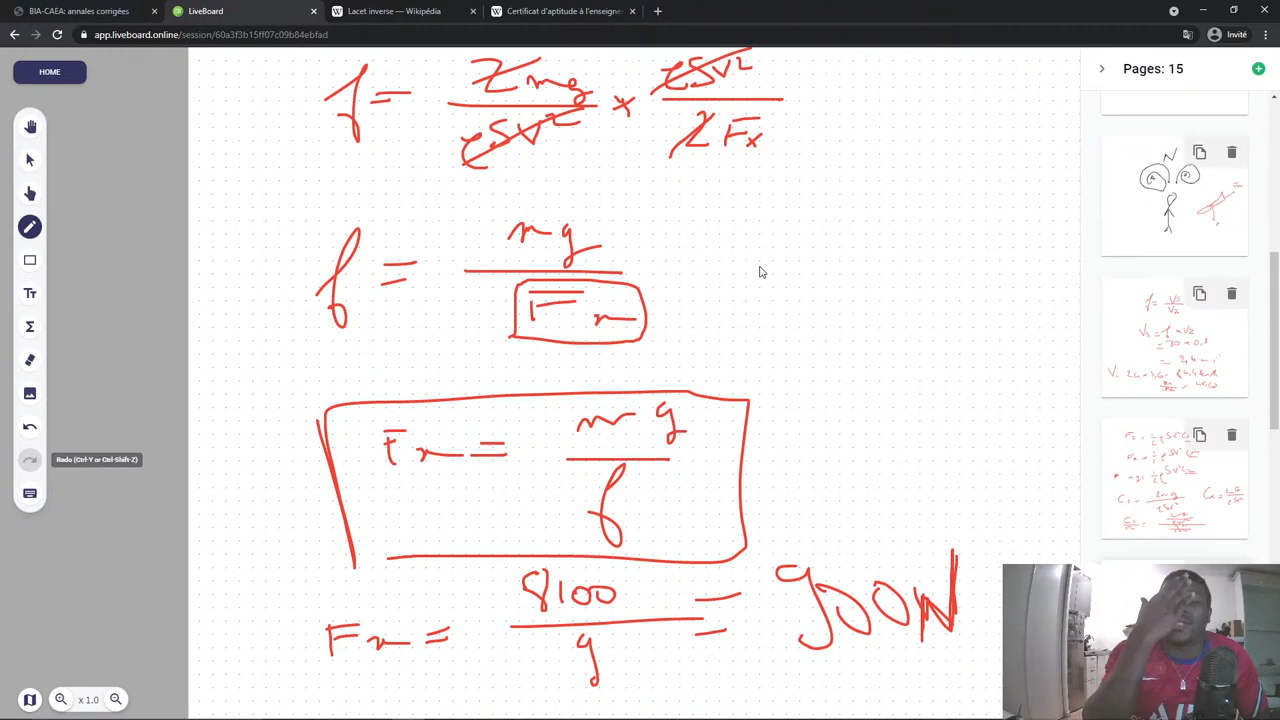 BIA-CAEA: annales corrigées
LiveBoard
Lacet inverse — Wikipédia
Certificat d'aptitude à l'enseigne
app.liveboard.online/session/60a3f3b15ff07c09b84ebfad
Invité
HOME
Pages: 15
f = 2mg / ρSV² × ρSV² / 2Fx
f = mg / Fx
Fx = mg / f
Fx = 8100 / 9 = 900N
Redo (Ctrl-Y or Ctrl-Shift-Z)
x 1.0
N